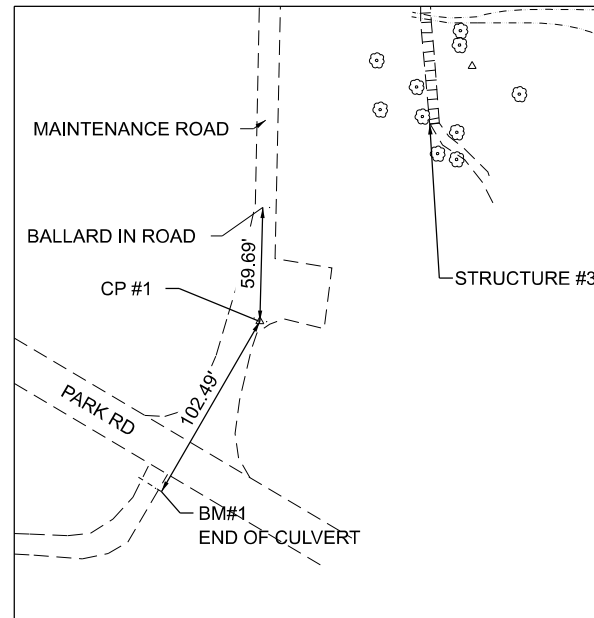 MAINTENANCE ROAD
BALLARD IN ROAD
59.69'
CP #1
STRUCTURE #3
102.49'
PARK RD
BM#1
END OF CULVERT